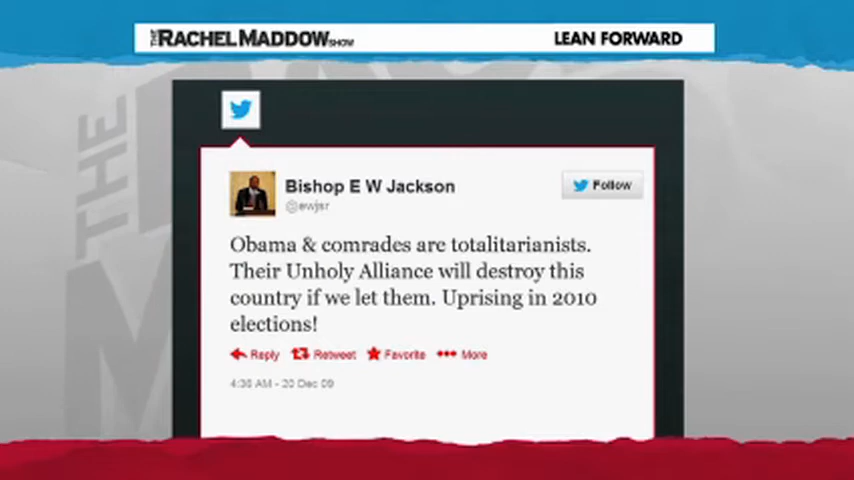 THE RACHEL MADDOW SHOW
LEAN FORWARD
THE
M
Bishop E W Jackson
Follow
@ewjsr
Obama & comrades are totalitarianists.
Their Unholy Alliance will destroy this
country if we let them. Uprising in 2010
elections!
Reply Retweet Favorite More
4:36 AM - 20 Dec 09